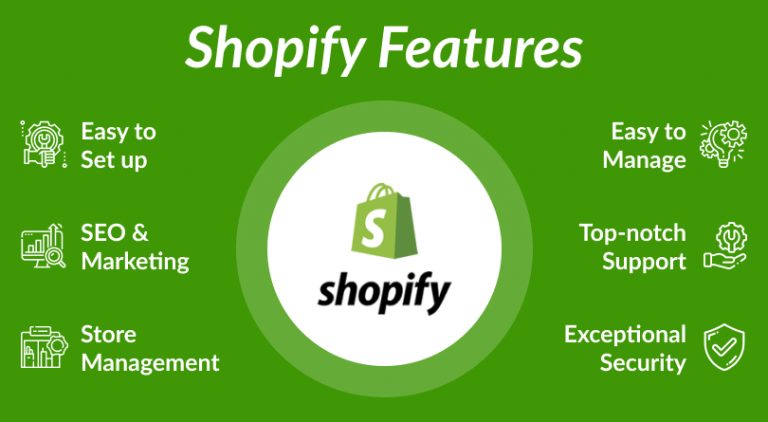 Shopify Features
Easy to
Set up
SEO &
Marketing
Store
Management
S
shopify
Easy to
Manage
Top-notch
Support
Exceptional
Security